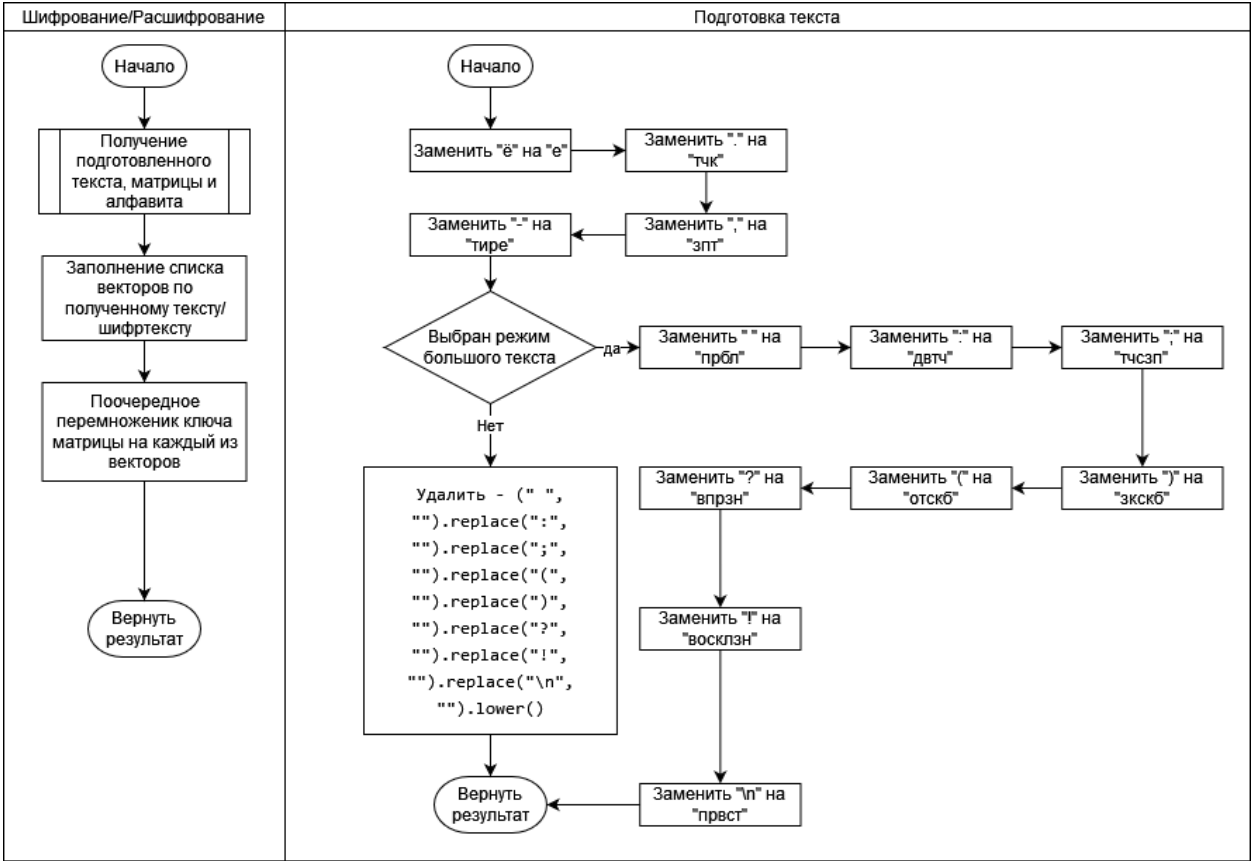 Шифрование/Расшифрование
Начало
Получение
подготовленного
текста, матрицы и
алфавита
Заполнение списка
векторов по
полученному тексту/
шифртексту
Поочередное
перемноженик ключа
матрицы на каждый из
векторов
Вернуть
результат
Подготовка текста
Начало
Заменить "ё" на "е"
Заменить "." на
"тчк"
Заменить "," на
"зпт"
Заменить "-" на
"тире"
Выбран режим
большого текста
да
Заменить " " на
"прбл"
Заменить ":" на
"двтч"
Заменить ";" на
"тчсзп"
Заменить ")" на
"зкскб"
Заменить "(" на
"отскб"
Заменить "?" на
"впрзн"
Заменить "!" на
"восклзн"
Заменить "\n" на
"првст"
Нет
Удалить - (" ",
"").replace(":",
"").replace(";",
"").replace("(",
"").replace(")",
"").replace("?",
"").replace("!",
"").replace("\n",
"").lower()
Вернуть
результат